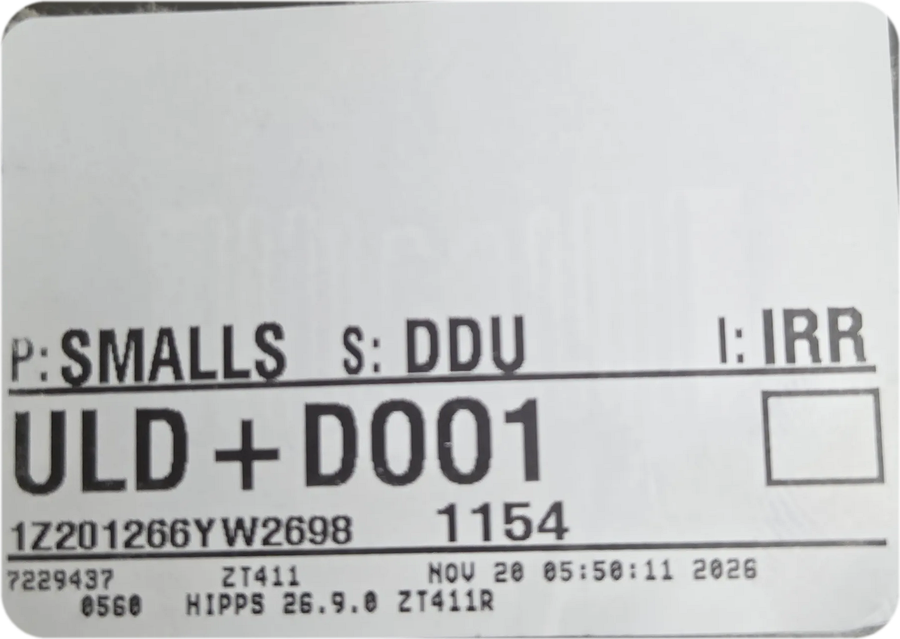 P: SMALLS S: DDU I: IRR
ULD + D001
1Z201266YW2698 1154
7229437 ZT411 NOV 20 05:50:11 2026
0560 HIPPS 26.9.0 ZT411R